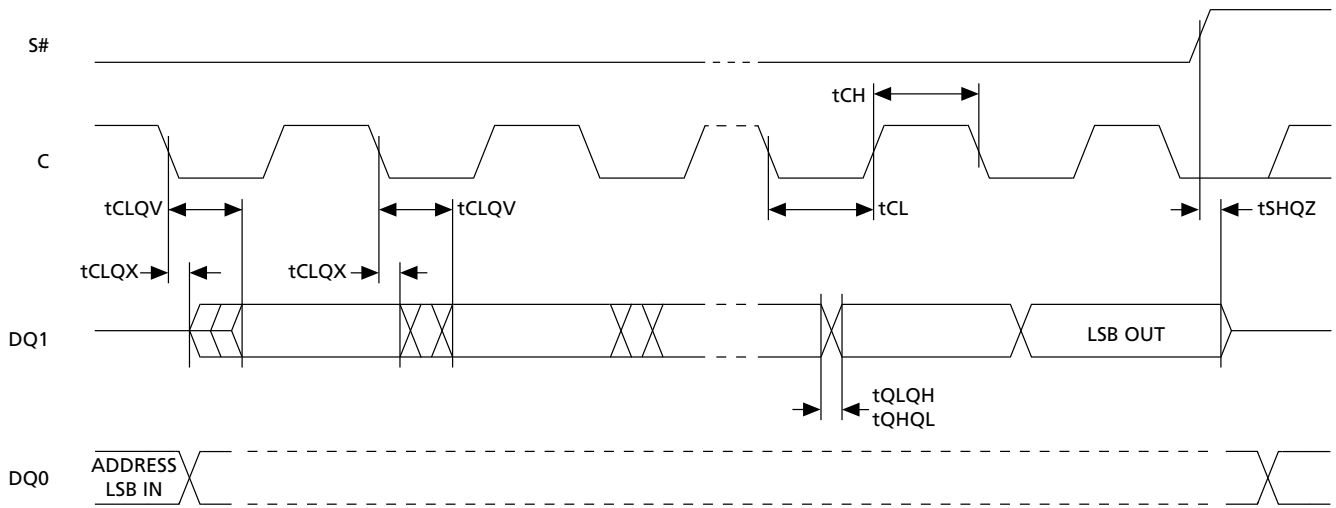 S#
tCH
C
tCLQV
tCLQV
tCL
tSHQZ
tCLQX
tCLQX
DQ1
LSB OUT
tQLQH
tQHQL
DQ0
ADDRESS
LSB IN